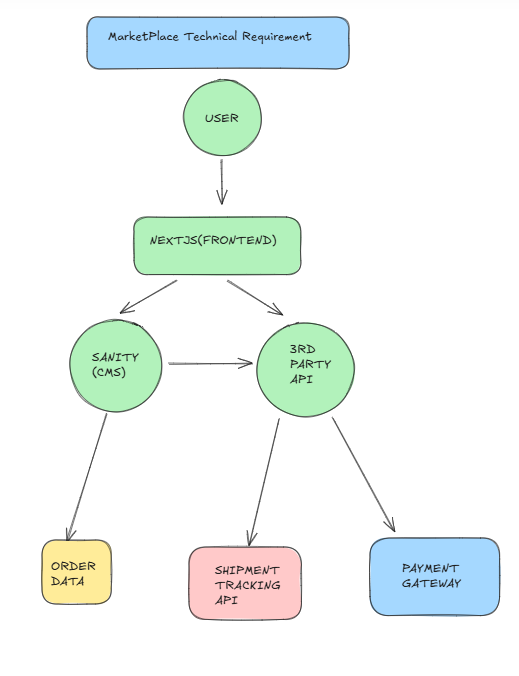 MarketPlace Technical Requirement
USER
NEXTJS(FRONTEND)
SANITY
(CMS)
3RD
PARTY
API
ORDER
DATA
SHIPMENT
TRACKING
API
PAYMENT
GATEWAY